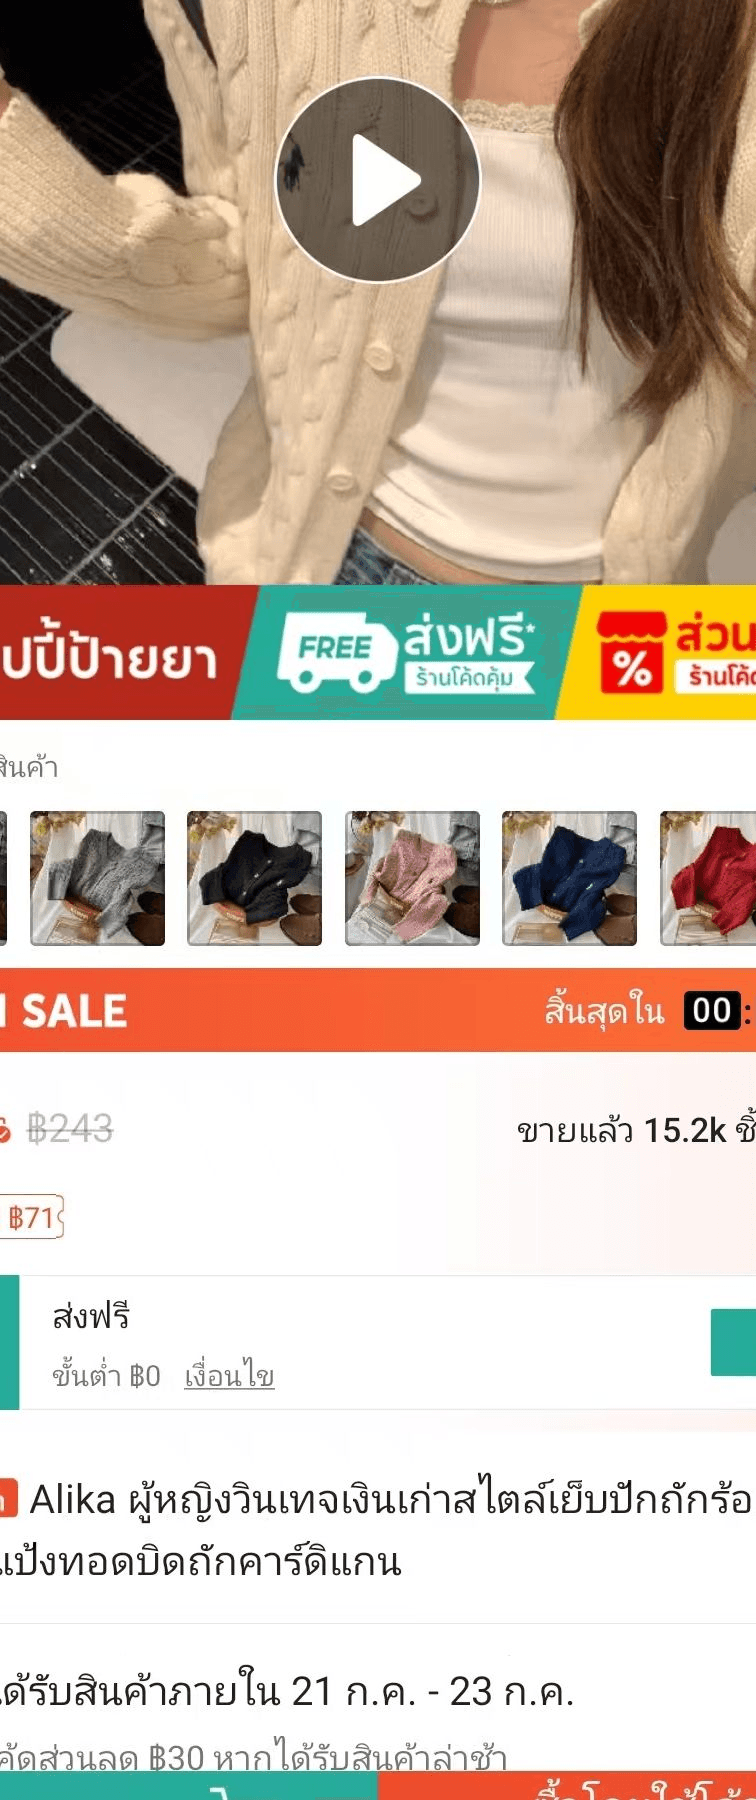 ปปี้ป้ายยา
FREE
ส่งฟรี*
ร้านโค้ดคุ้ม
%
ส่วน
ร้านโค้ด
สินค้า
SALE
สิ้นสุดใน 00:
฿243
ขายแล้ว 15.2k ชิ้
฿71
ส่งฟรี
ขั้นต่ำ ฿0 เงื่อนไข
Alika ผู้หญิงวินเทจเงินเก่าสไตล์เย็บปักถักร้อ
แป้งทอดบิดถักคาร์ดิแกน
ได้รับสินค้าภายใน 21 ก.ค. - 23 ก.ค.
ค้ดส่วนลด ฿30 หากได้รับสินค้าล่าช้า